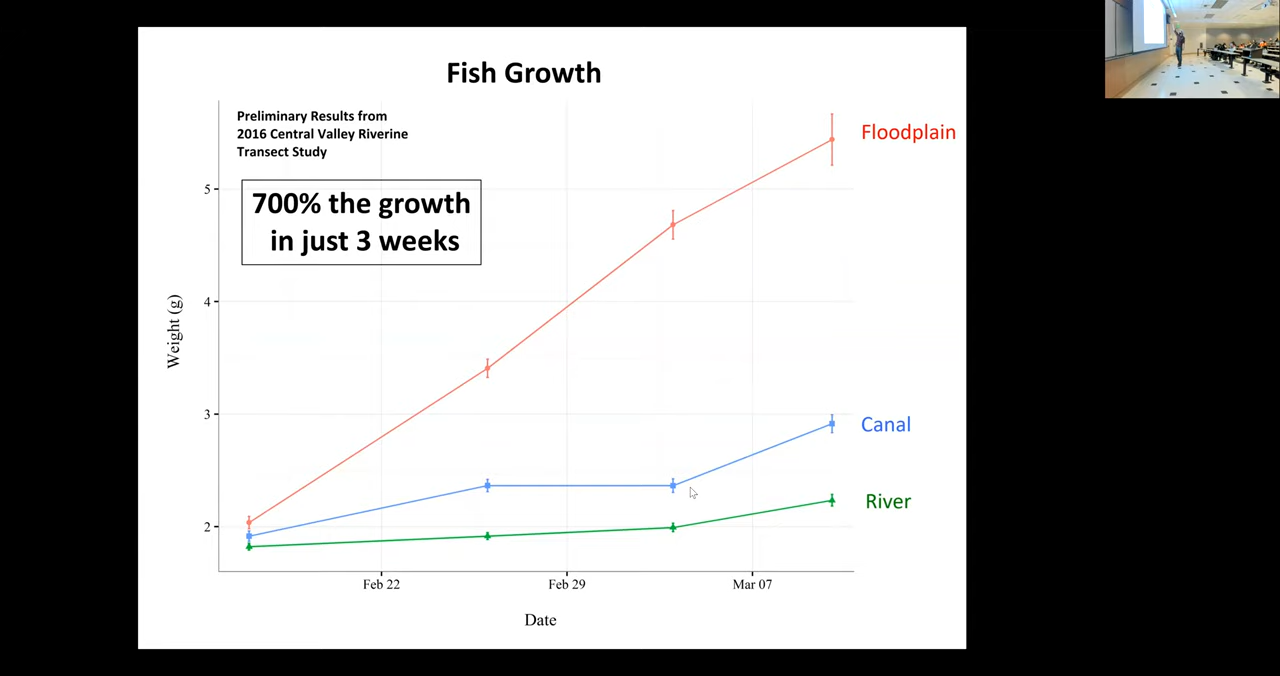 Fish Growth
Preliminary Results from
2016 Central Valley Riverine
Transect Study
700% the growth
in just 3 weeks
Floodplain
Canal
River
Weight (g)
5
4
3
2
Feb 22
Feb 29
Mar 07
Date